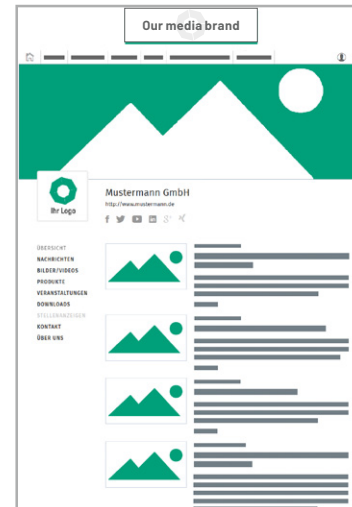 Our media brand
Ihr Logo
Mustermann GmbH
http://www.mustermann.de
ÜBERSICHT
NACHRICHTEN
BILDER/VIDEOS
PRODUKTE
VERANSTALTUNGEN
DOWNLOADS
STELLENANZEIGEN
KONTAKT
ÜBER UNS